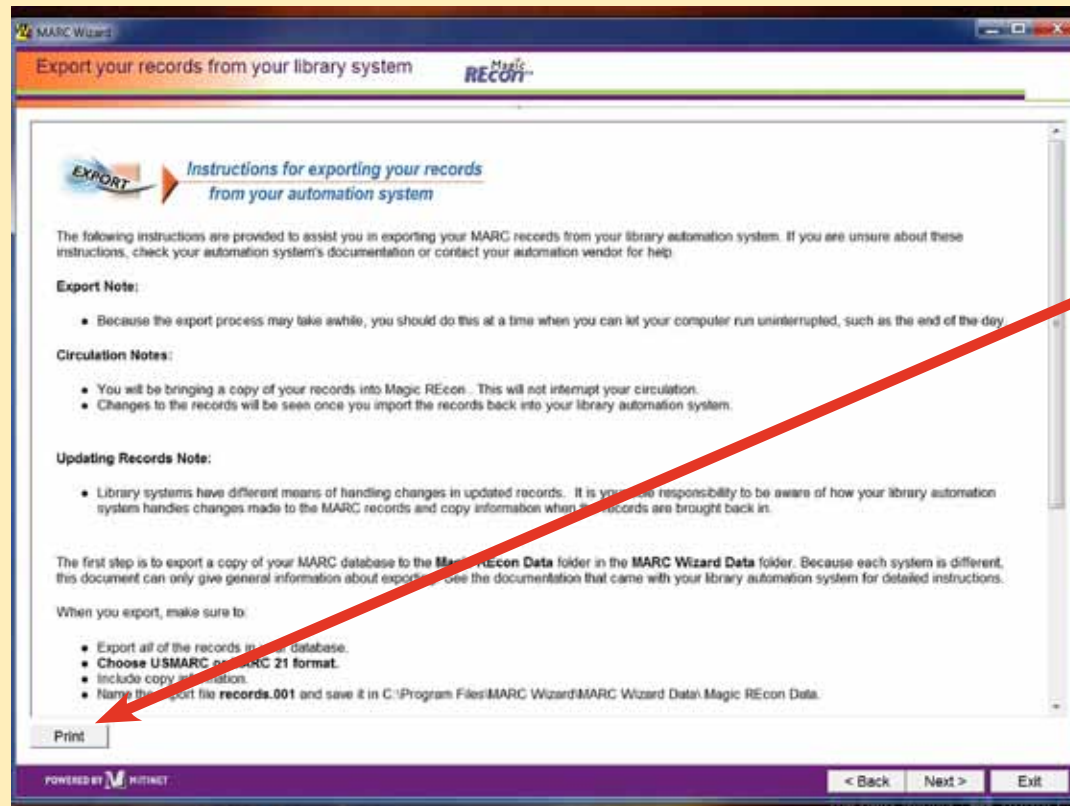 MARC Wizard
Export your records from your library system
Magic
REcon
EXPORT
Instructions for exporting your records
from your automation system
The following instructions are provided to assist you in exporting your MARC records from your library automation system. If you are unsure about these
instructions, check your automation system's documentation or contact your automation vendor for help.
Export Note:
• Because the export process may take awhile, you should do this at a time when you can let your computer run uninterrupted, such as the end of the day
Circulation Notes:
• You will be bringing a copy of your records into Magic REcon . This will not interrupt your circulation.
• Changes to the records will be seen once you import the records back into your library automation system.
Updating Records Note:
• Library systems have different means of handling changes in updated records. It is responsibility to be aware of how your library automation
system handles changes made to the MARC records and copy information when records are brought back in.
The first step is to export a copy of your MARC database to the Magic REcon Data folder in the MARC Wizard Data folder. Because each system is different,
this document can only give general information about See the documentation that came with your library automation system for detailed instructions.
When you export, make sure to:
• Export all of the records in database.
• Choose USMARC or MARC 21 format.
• Include copy information.
• Name the export file records.001 and save it in C:\Program Files\MARC Wizard\MARC Wizard Data\ Magic REcon Data.
Print
POWERED BY MITINET
< Back
Next >
Exit